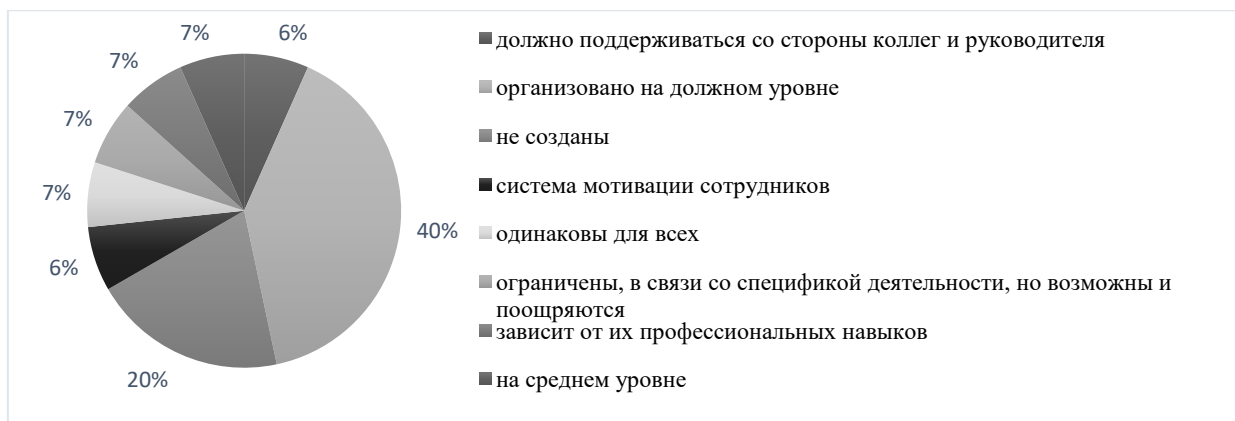 7%
6%
7%
7%
7%
6%
20%
40%
должно поддерживаться со стороны коллег и руководителя
организовано на должном уровне
не созданы
система мотивации сотрудников
одинаковы для всех
ограничены, в связи со спецификой деятельности, но возможны и
поощряются
зависит от их профессиональных навыков
на среднем уровне